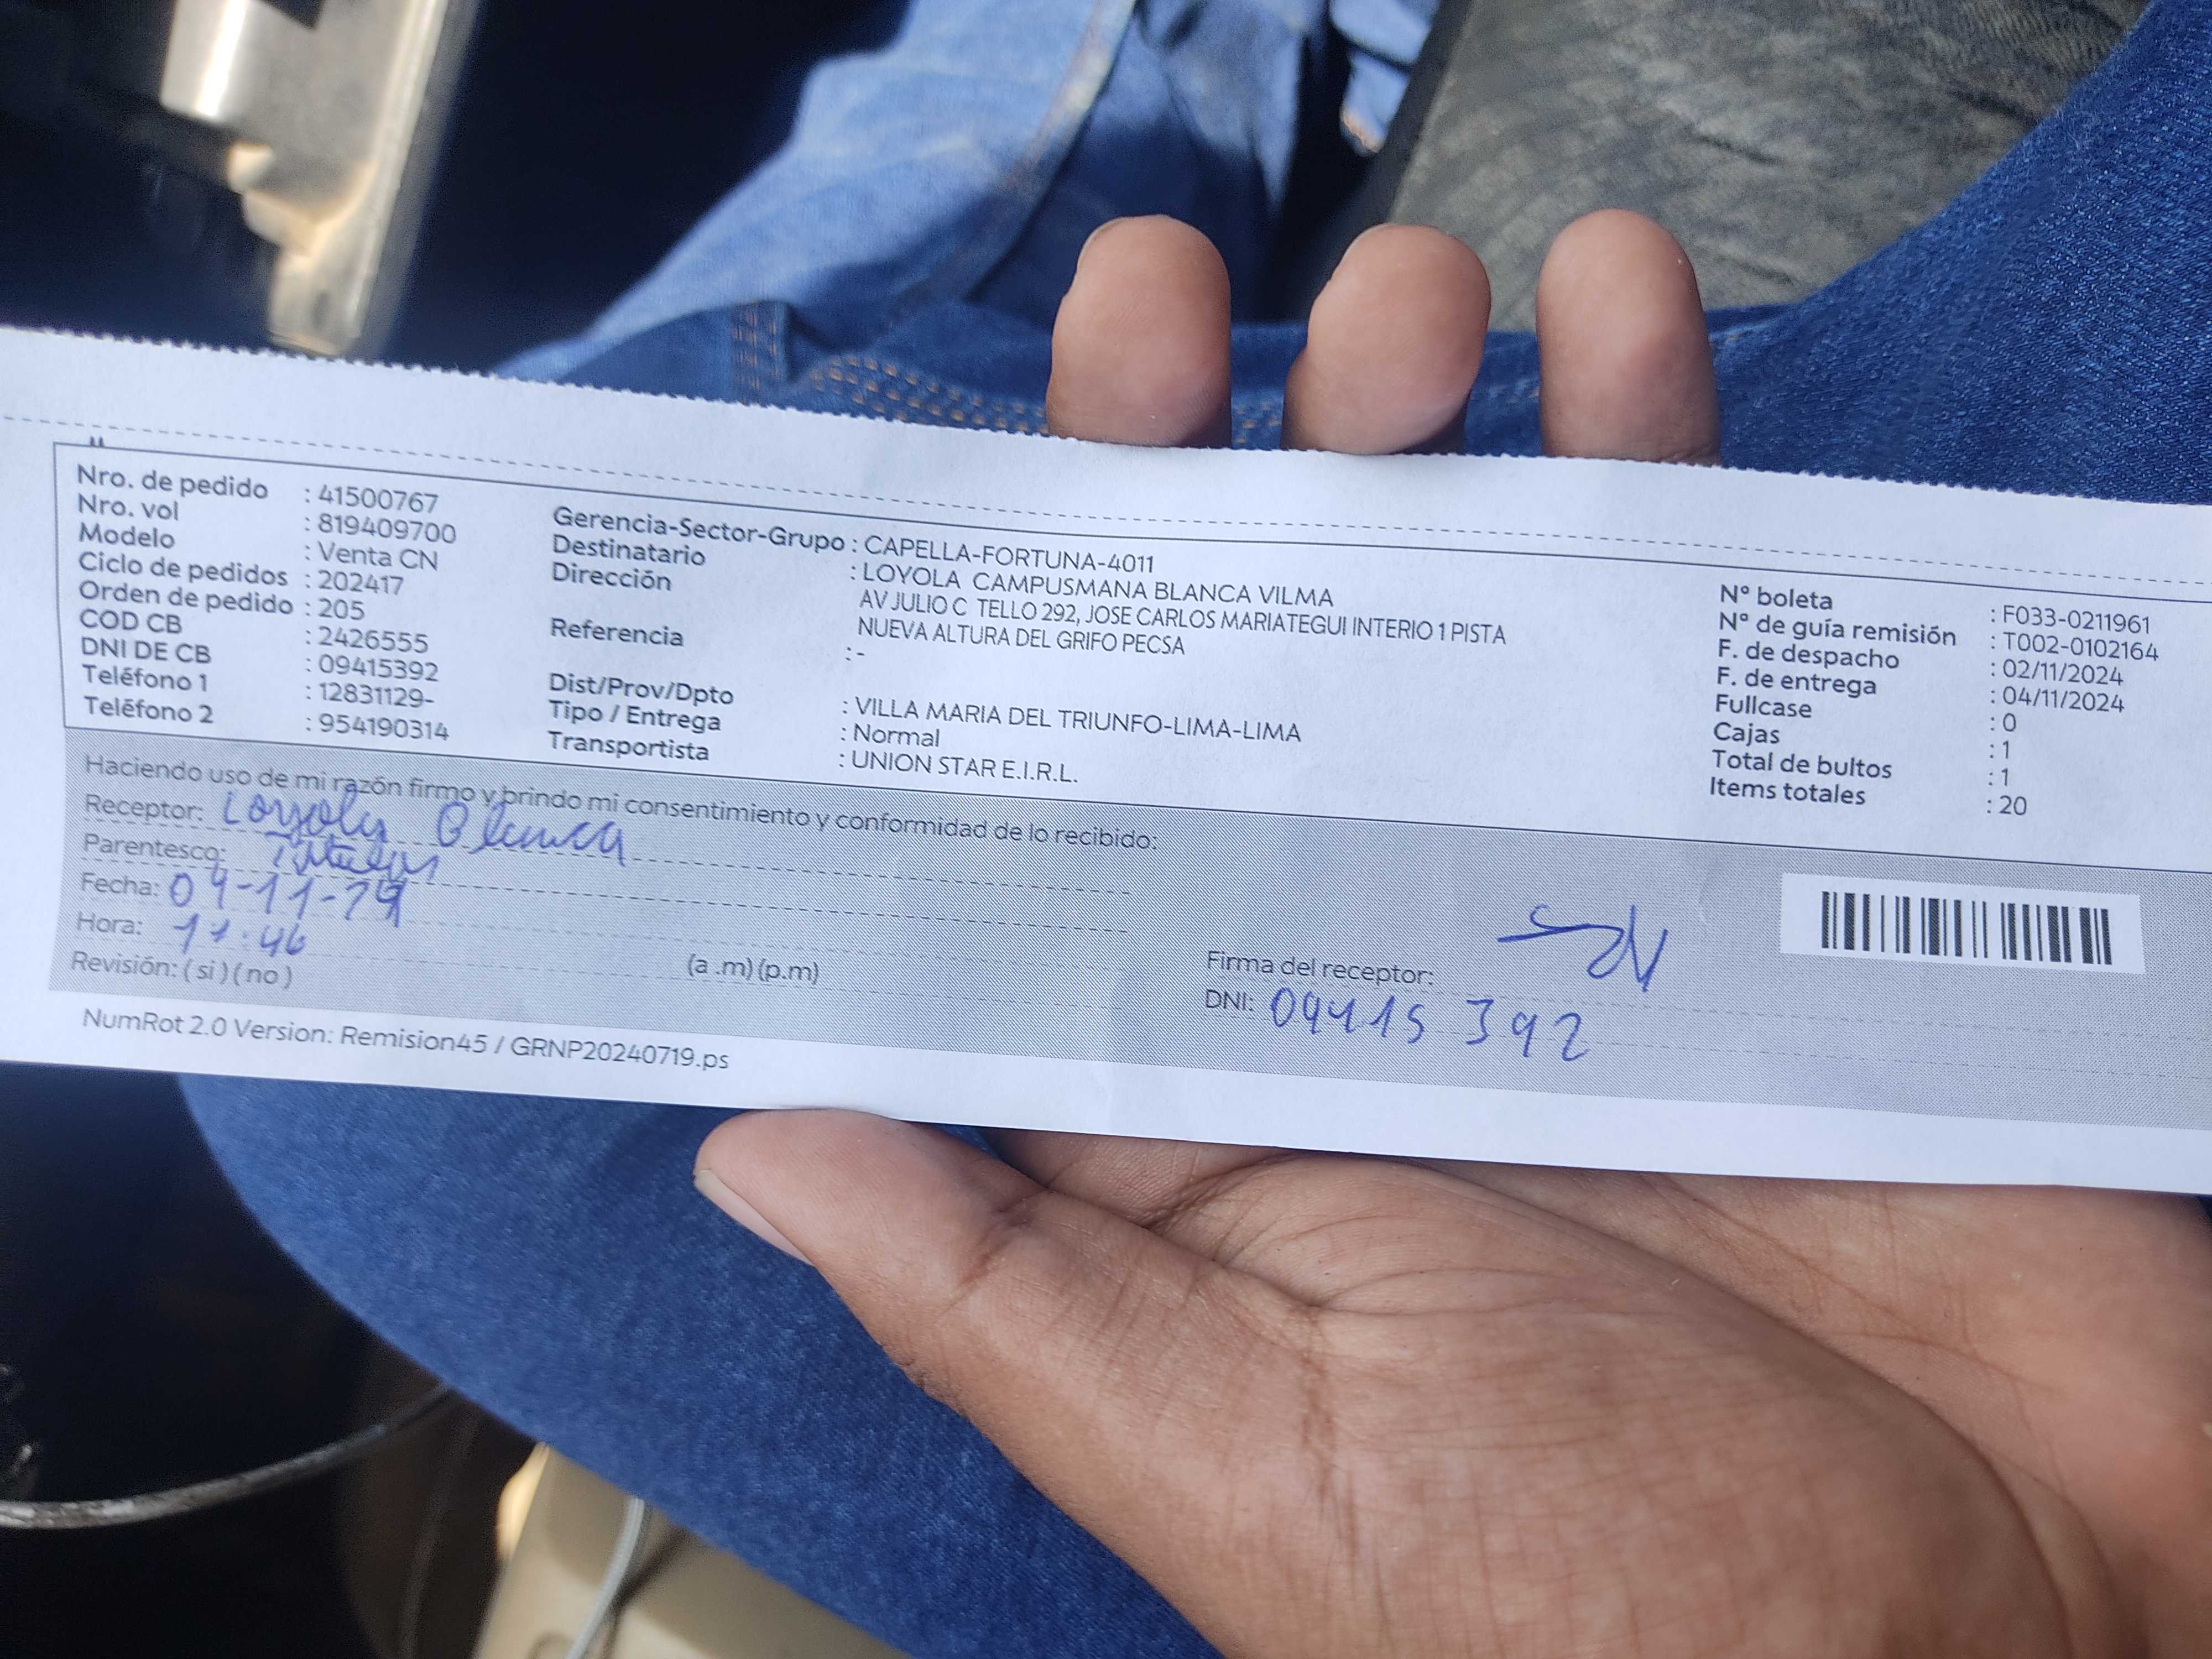 Nro. de pedido : 41500767
Nro. vol : 819409700
Modelo : Venta CN
Ciclo de pedidos : 202417
Orden de pedido : 205
COD CB : 2426555
DNI DE CB : 09415392
Teléfono 1 : 12831129-
Teléfono 2 : 954190314
Gerencia-Sector-Grupo : CAPELLA-FORTUNA-4011
Destinatario : LOYOLA CAMPUSMANA BLANCA VILMA
Dirección AV JULIO C TELLO 292, JOSE CARLOS MARIATEGUI INTERIO 1 PISTA
NUEVA ALTURA DEL GRIFO PECSA
Referencia : -
Dist/Prov/Dpto : VILLA MARIA DEL TRIUNFO-LIMA-LIMA
Tipo / Entrega : Normal
Transportista : UNION STAR E.I.R.L.
N° boleta : F033-0211961
N° de guía remisión : T002-0102164
F. de despacho : 02/11/2024
F. de entrega : 04/11/2024
Fullcase : 0
Cajas : 1
Total de bultos : 1
Items totales : 20
Haciendo uso de mi razón firmo y brindo mi consentimiento y conformidad de lo recibido:
Receptor: Loyola Blanca
Parentesco: Titular
Fecha: 04-11-24
Hora:
(a .m) (p.m)
Revisión: ( si ) ( no )
Firma del receptor:
DNI: 09415 392
NumRot 2.0 Version: Remision45 / GRNP20240719.ps